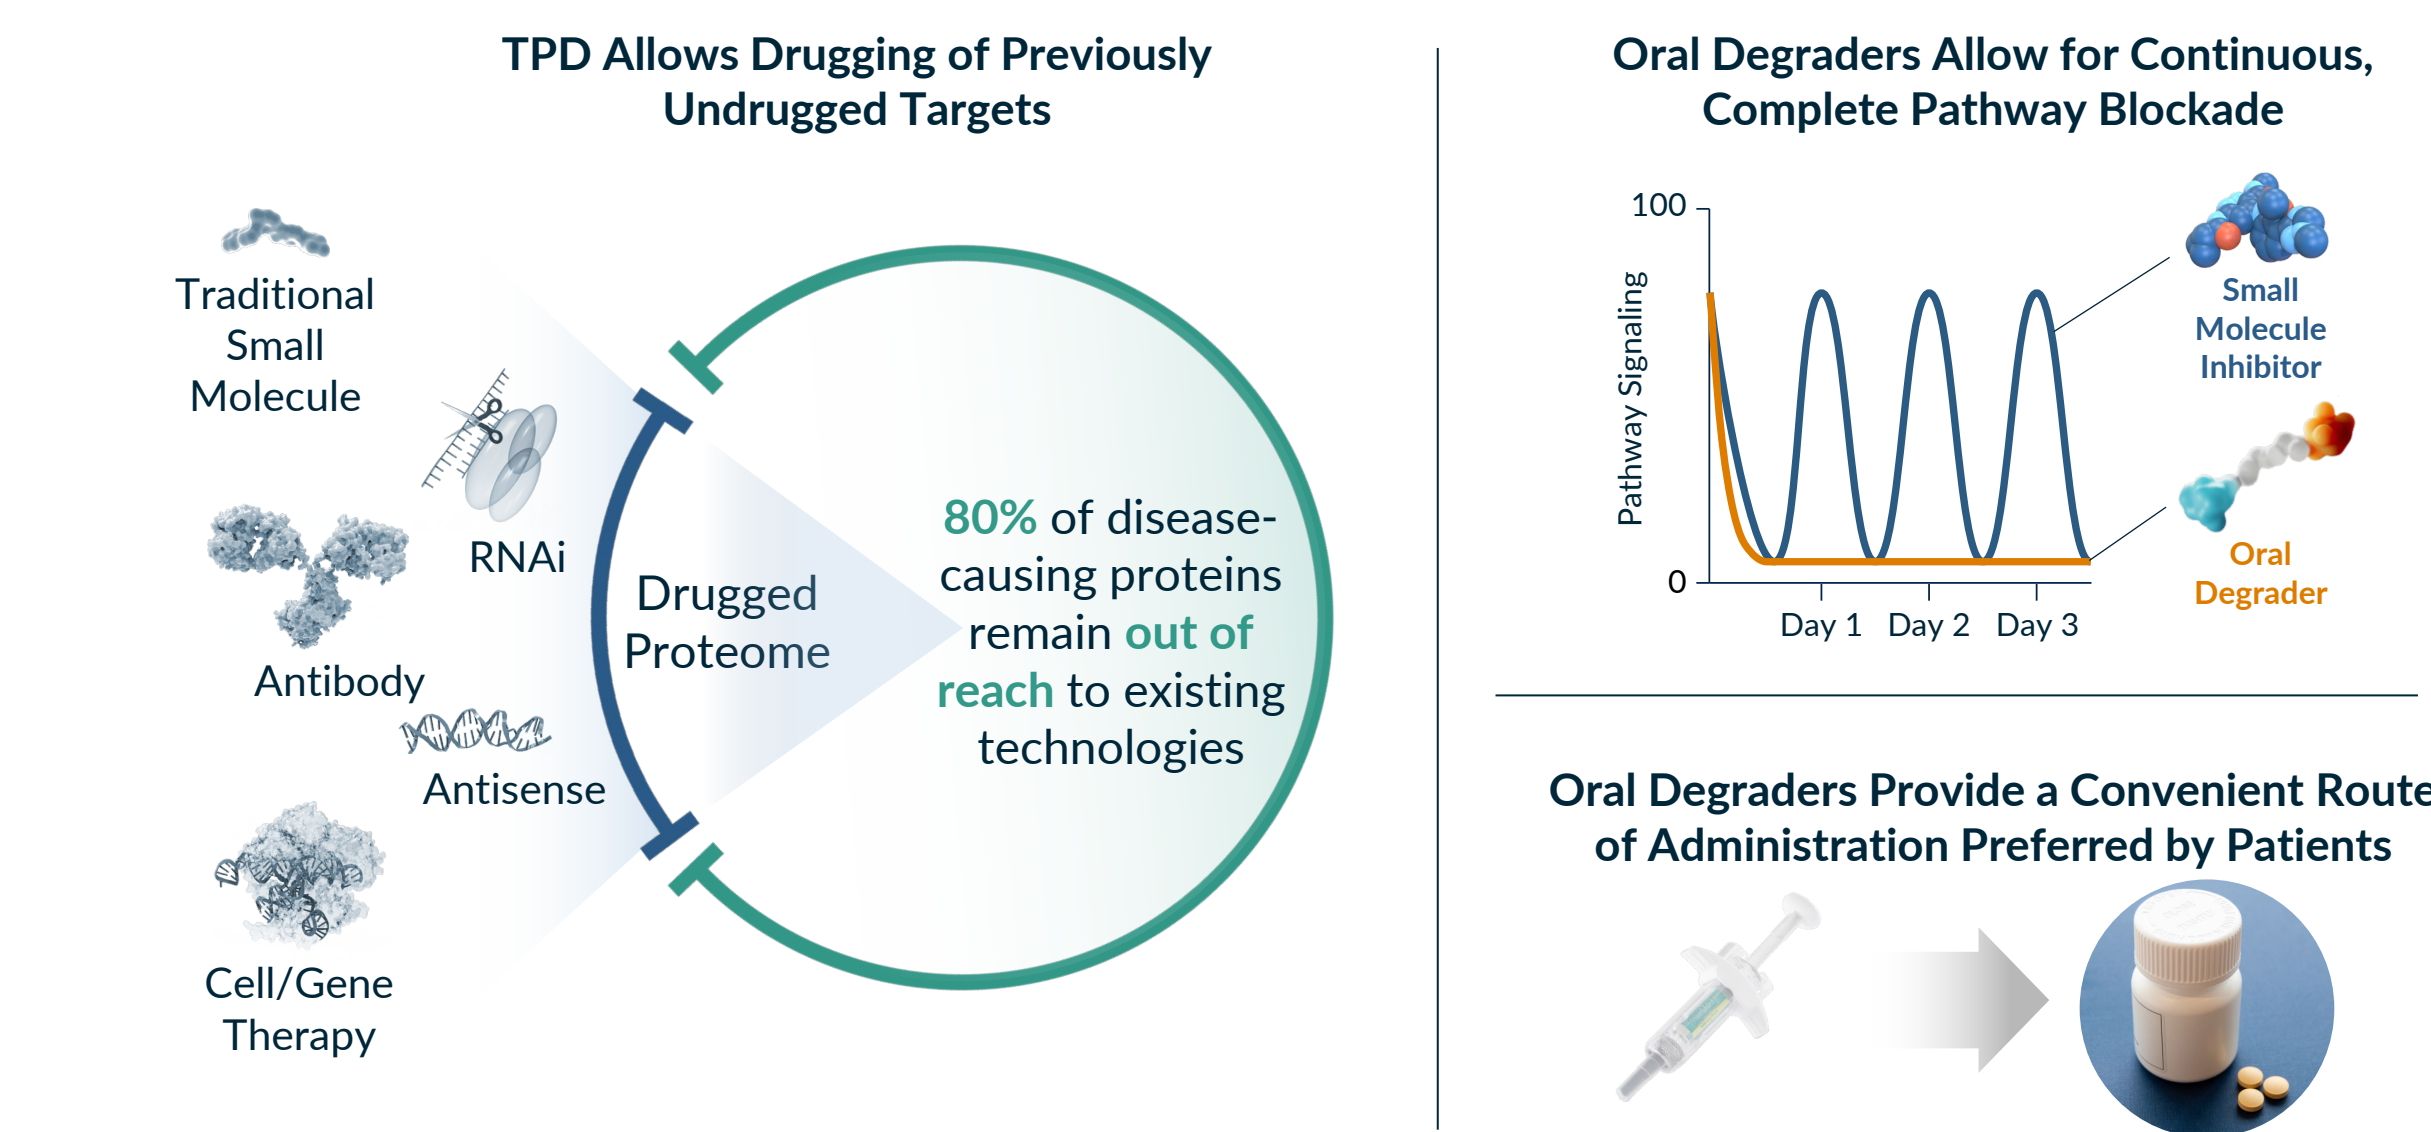 TPD Allows Drugging of Previously
Undrugged Targets
Traditional
Small
Molecule
RNAi
Antibody
Antisense
Cell/Gene
Therapy
Drugged
Proteome
80% of disease-
causing proteins
remain out of
reach to existing
technologies
Oral Degraders Allow for Continuous,
Complete Pathway Blockade
100
Pathway Signaling
0
Day 1 Day 2 Day 3
Small
Molecule
Inhibitor
Oral
Degrader
Oral Degraders Provide a Convenient Route
of Administration Preferred by Patients